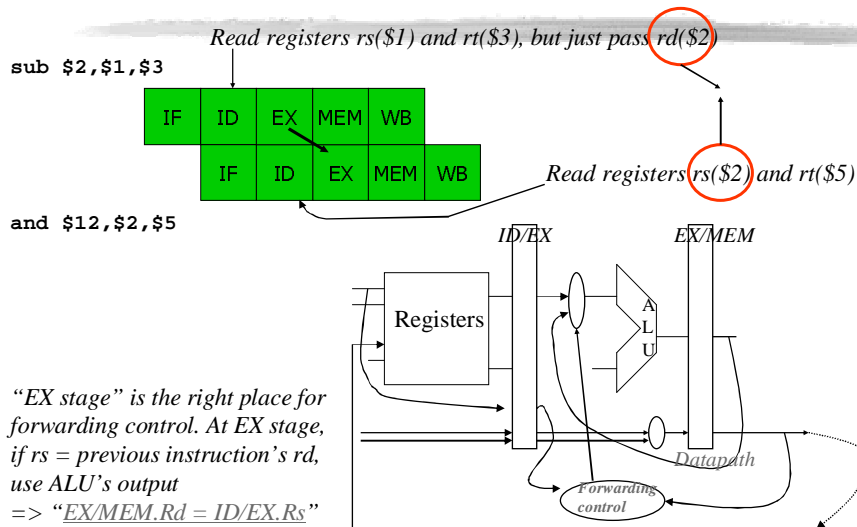 Read registers rs($1) and rt($3), but just pass rd($2)
sub $2,$1,$3
IF ID EX MEM WB
IF ID EX MEM WB
Read registers rs($2) and rt($5)
and $12,$2,$5
ID/EX
EX/MEM
Registers
A
L
U
“EX stage” is the right place for
forwarding control. At EX stage,
if rs = previous instruction’s rd,
use ALU’s output
=> “EX/MEM.Rd = ID/EX.Rs”
Datapath
Forwarding
control